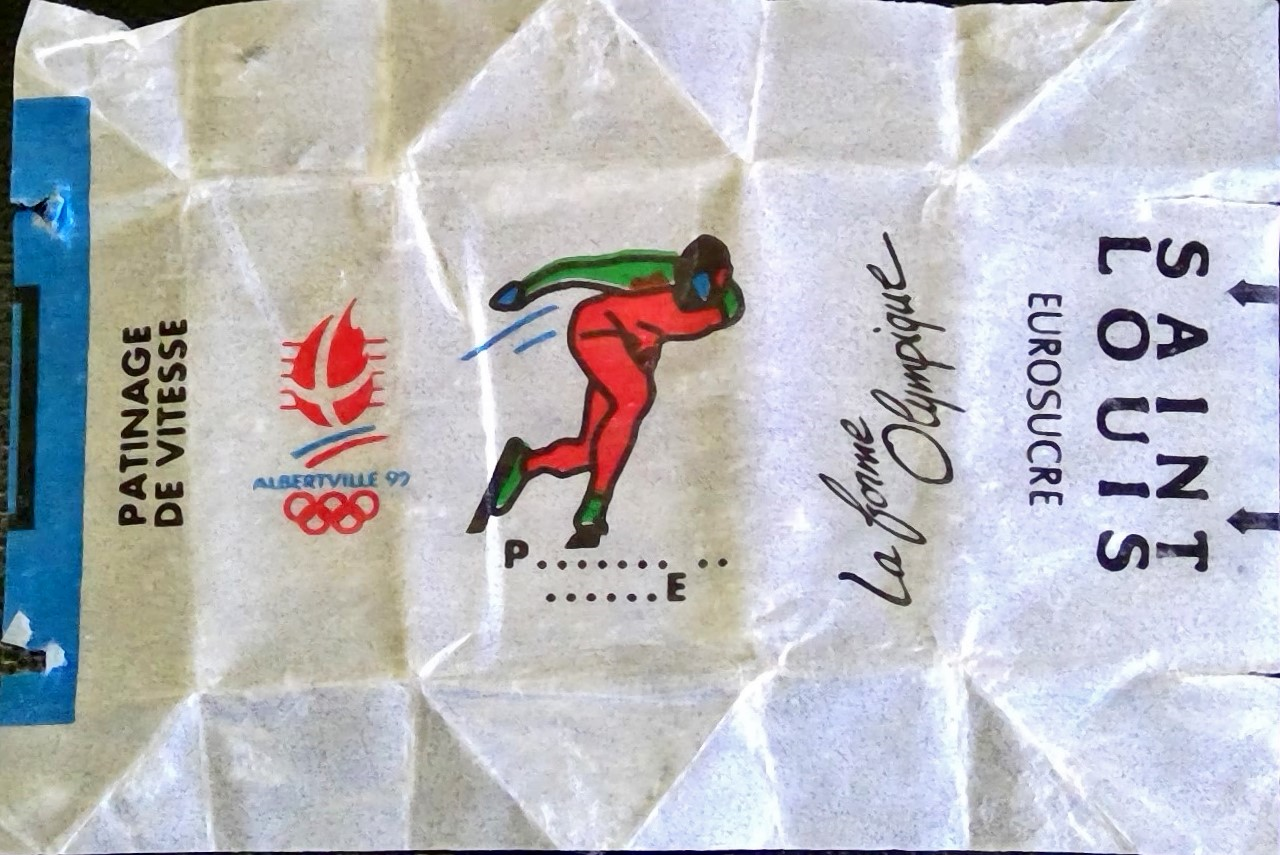 PATINAGE
DE VITESSE
ALBERTVILLE 92
P....... ..
......E
La forme
Olympique
EUROSUCRE
SAINT
LOUIS